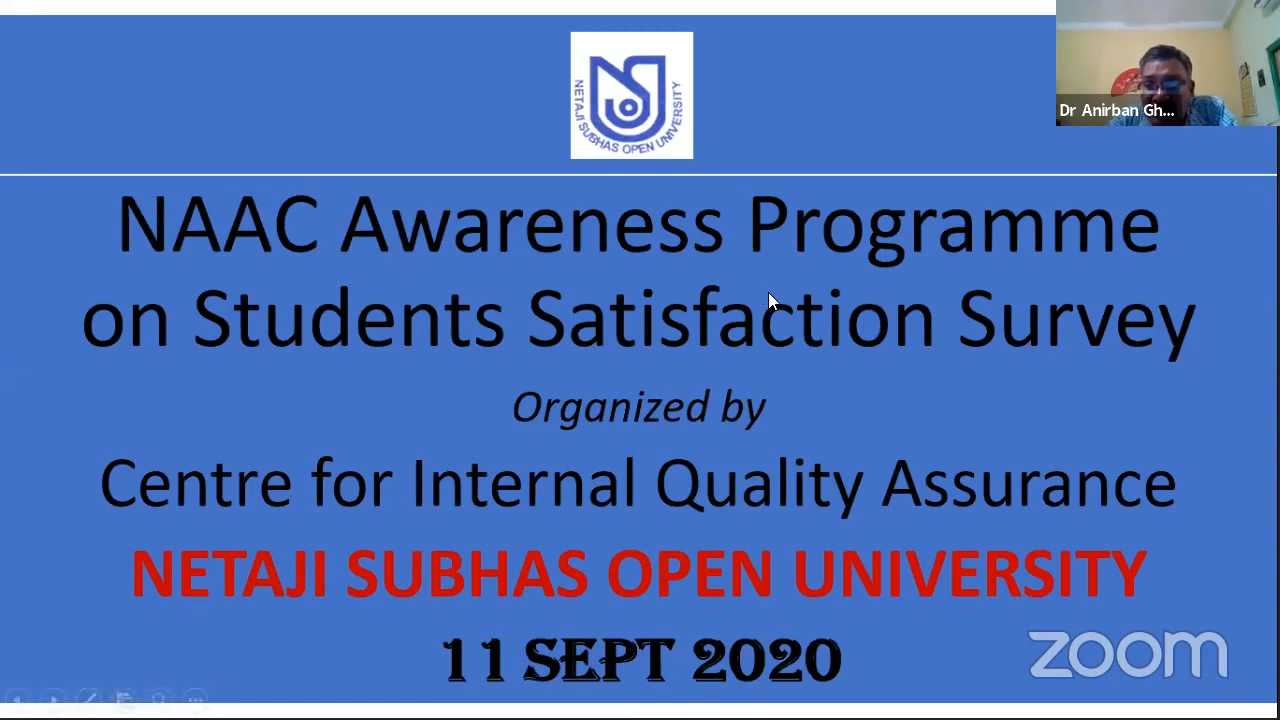 NETAJI SUBHAS OPEN UNIVERSITY
Dr Anirban Gh...
NAAC Awareness Programme
on Students Satisfaction Survey
Organized by
Centre for Internal Quality Assurance
NETAJI SUBHAS OPEN UNIVERSITY
11 SEPT 2020
zoom